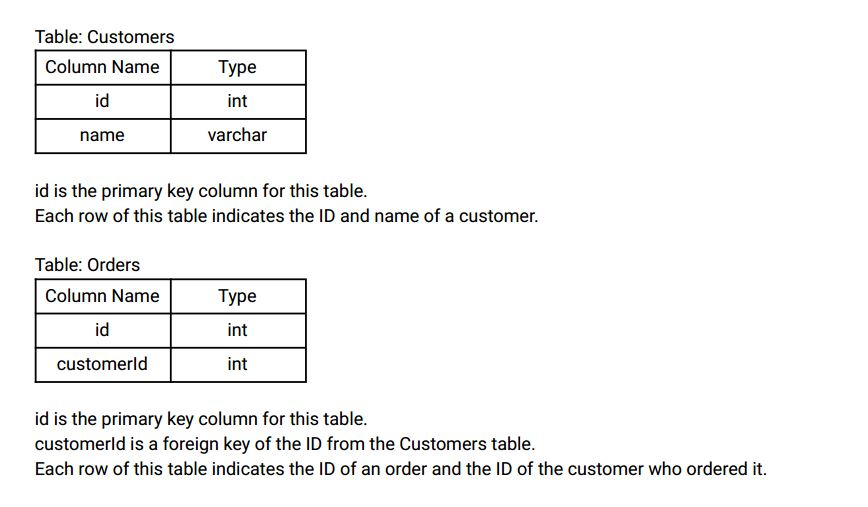 Table: Customers
Column Name Type
id int
name varchar
id is the primary key column for this table.
Each row of this table indicates the ID and name of a customer.
Table: Orders
Column Name Type
id int
customerId int
id is the primary key column for this table.
customerId is a foreign key of the ID from the Customers table.
Each row of this table indicates the ID of an order and the ID of the customer who ordered it.